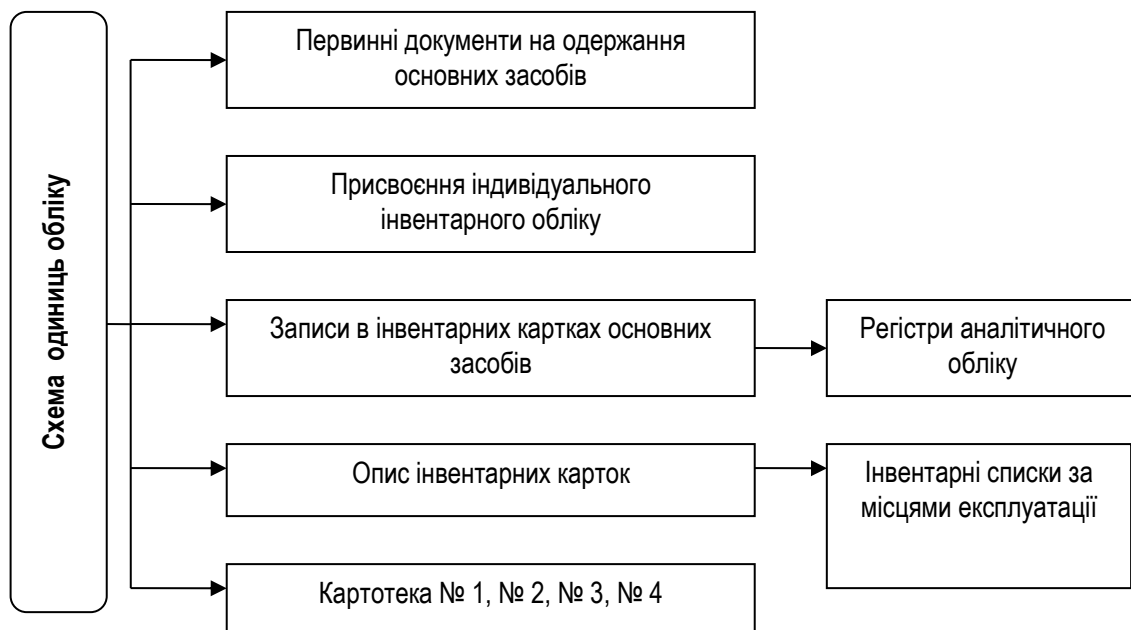 Схема одиниць обліку
Первинні документи на одержання
основних засобів
Присвоєння індивідуального
інвентарного обліку
Записи в інвентарних картках основних
засобів
Регістри аналітичного
обліку
Опис інвентарних карток
Інвентарні списки за
місцями експлуатації
Картотека № 1, № 2, № 3, № 4